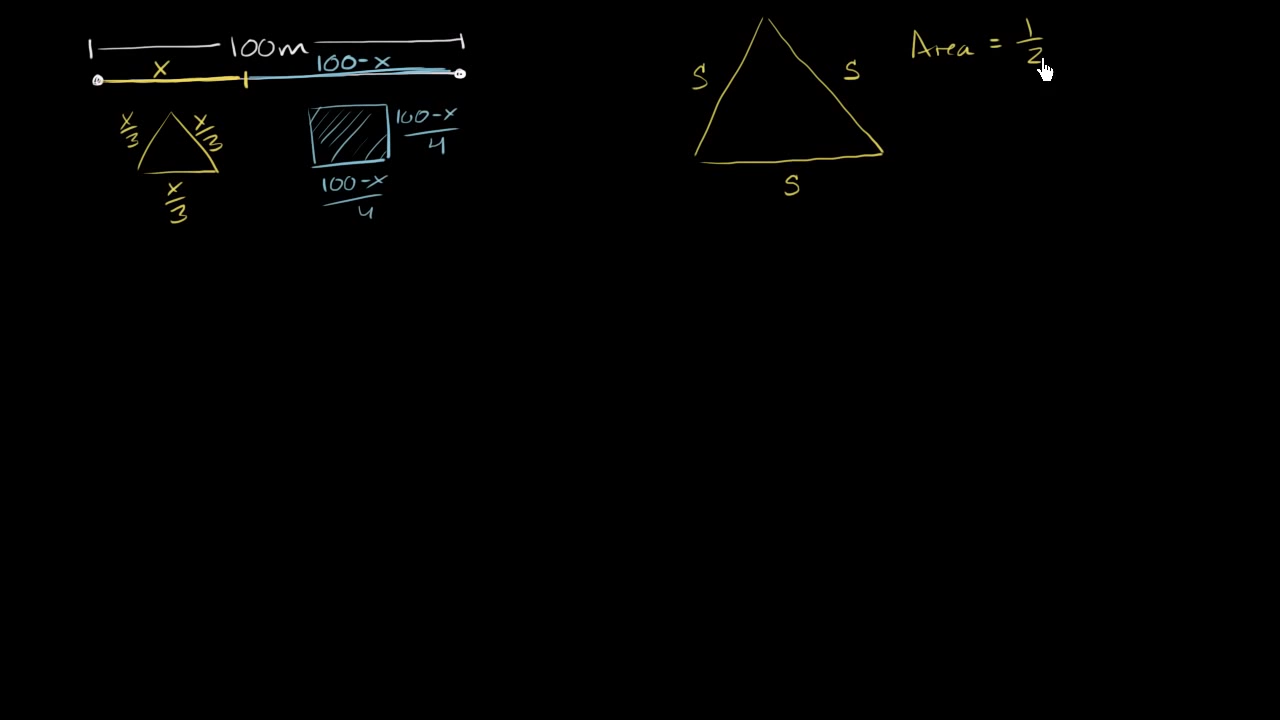 100m
x 100-x
x/3 x/3
x/3
100-x/4
100-x/4
S S
S
Area = 1/2